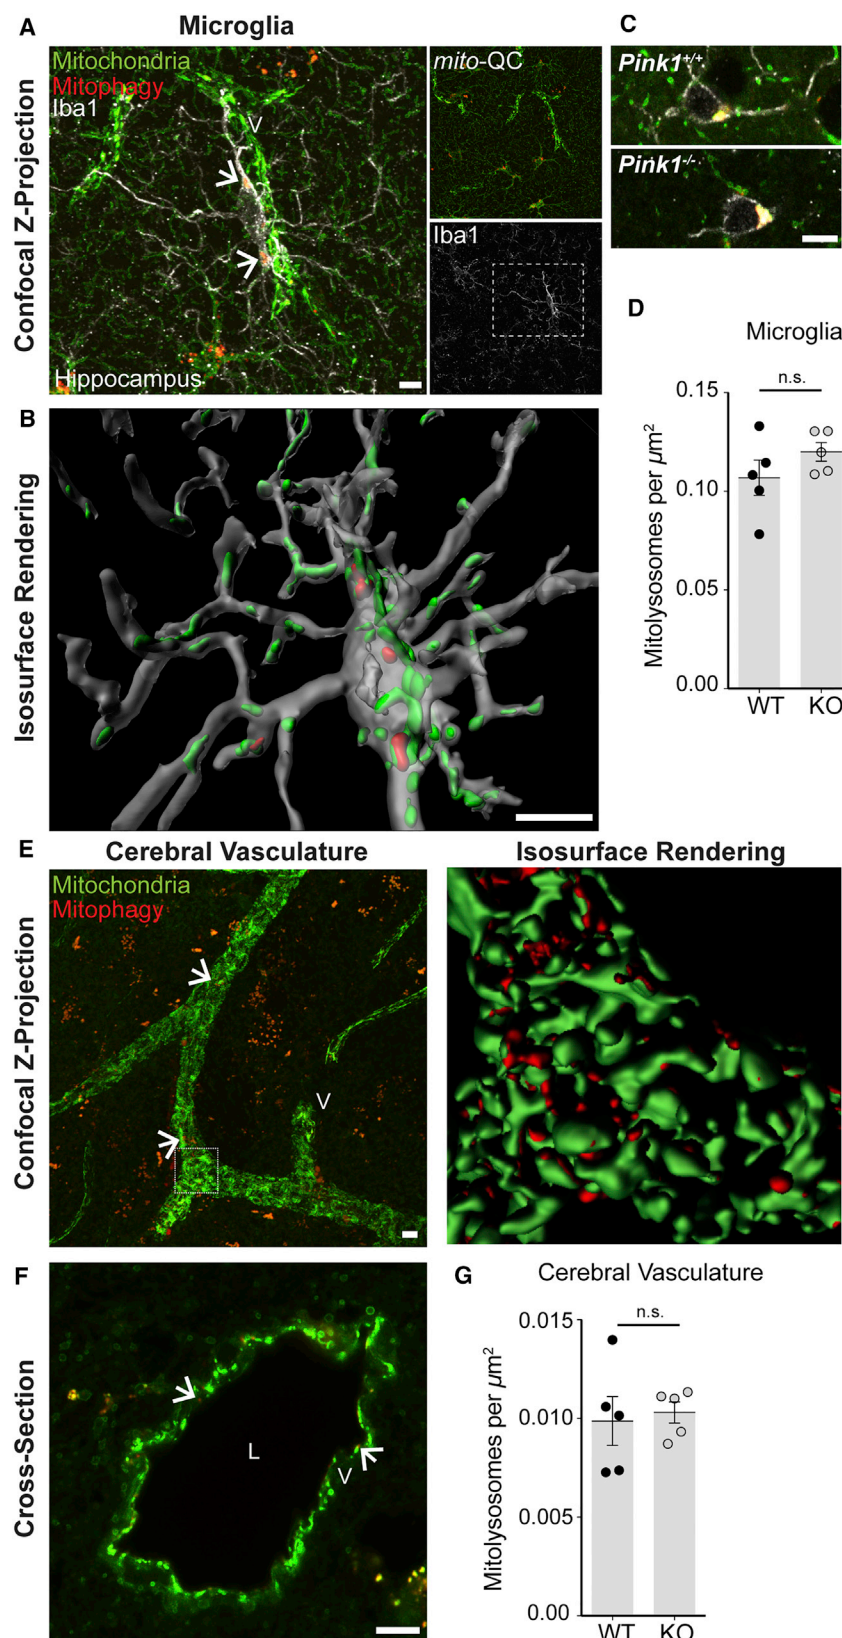 A
Microglia
Confocal Z-Projection
Mitochondria
Mitophagy
Iba1
V
Hippocampus
mito-QC
Iba1
C
Pink1+/+
Pink1-/-
D
Microglia
n.s.
Mitolysosomes per µm²
0.15
0.10
0.05
0.00
WT KO
B
Isosurface Rendering
E
Cerebral Vasculature
Confocal Z-Projection
Mitochondria
Mitophagy
V
Isosurface Rendering
F
Cross-Section
L
V
G
Cerebral Vasculature
n.s.
Mitolysosomes per µm²
0.015
0.010
0.005
0.00
WT KO